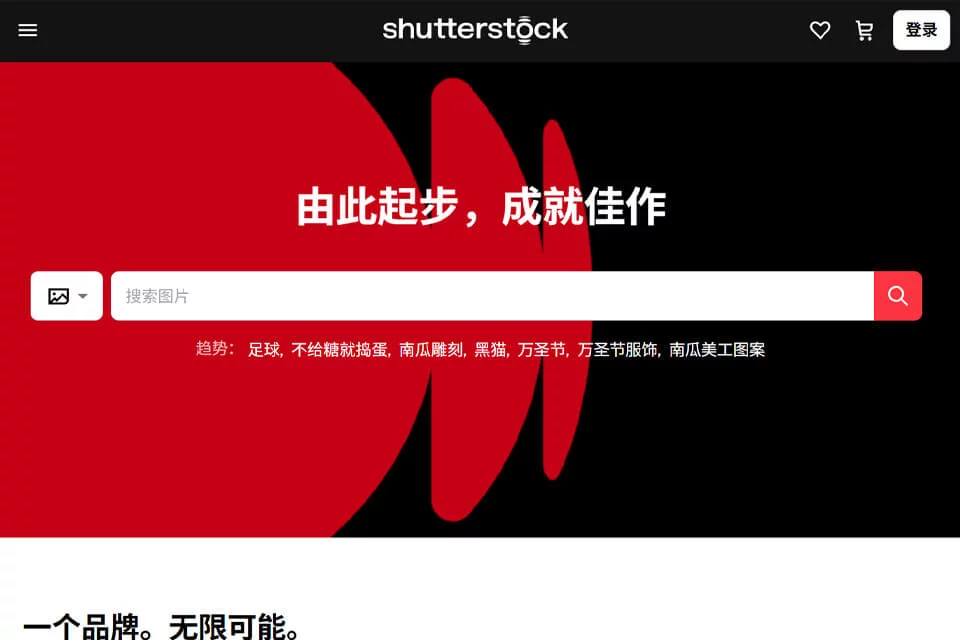 shutterstock
登录
由此起步，成就佳作
搜索图片
趋势： 足球, 不给糖就捣蛋, 南瓜雕刻, 黑猫, 万圣节, 万圣节服饰, 南瓜美工图案
一个品牌。无限可能。